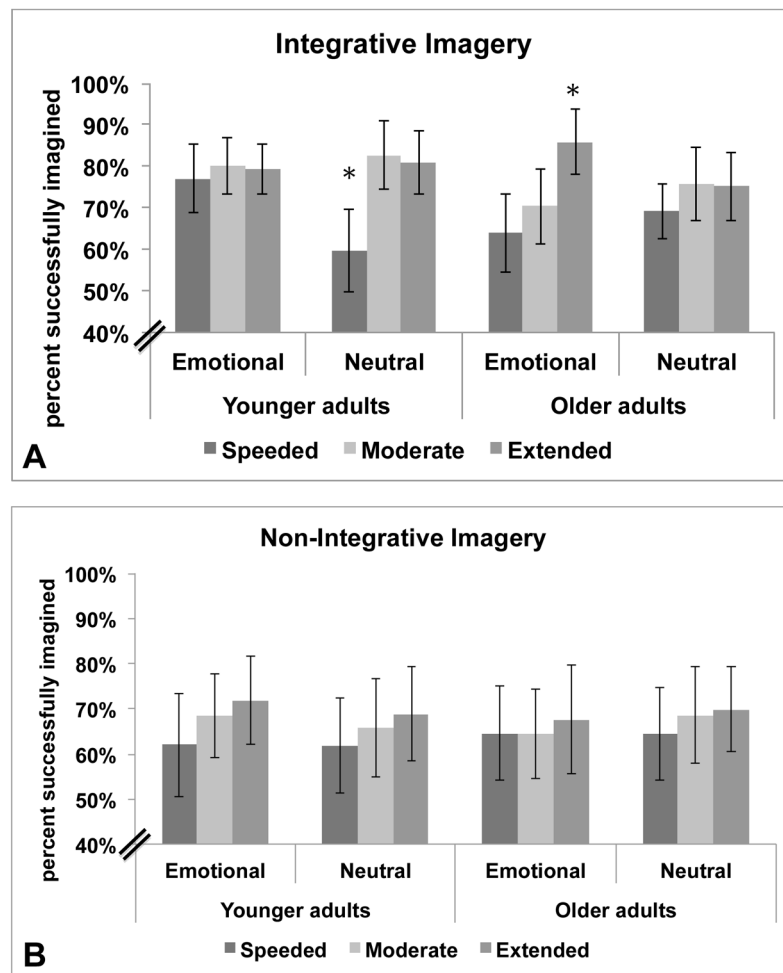 Integrative Imagery
percent successfully imagined
100%
90%
80%
70%
60%
50%
40%
*
*
Emotional Neutral Emotional Neutral
Younger adults Older adults
Speeded Moderate Extended
A
Non-Integrative Imagery
percent successfully imagined
100%
90%
80%
70%
60%
50%
40%
Emotional Neutral Emotional Neutral
Younger adults Older adults
Speeded Moderate Extended
B